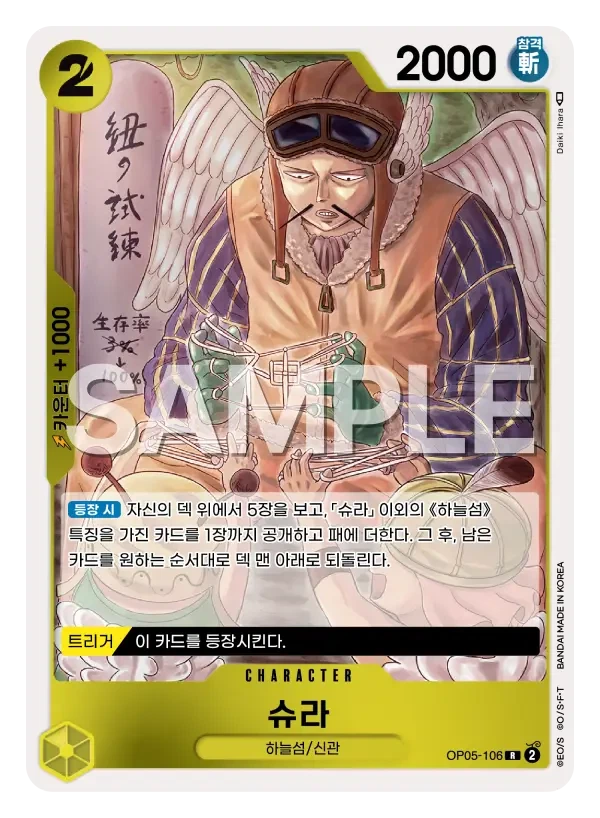 2
2000
참격
斬
Daiki Ihara
紐の試練
生存率
3%
↓
100%
카운터 +1000
SAMPLE
등장 시 자신의 덱 위에서 5장을 보고, 「슈라」 이외의 《하늘섬》
특징을 가진 카드를 1장까지 공개하고 패에 더한다. 그 후, 남은
카드를 원하는 순서대로 덱 맨 아래로 되돌린다.
트리거 이 카드를 등장시킨다.
CHARACTER
슈라
하늘섬/신관
OP05-106 R 2
©EO/S ©O/S·F·T BANDAI MADE IN KOREA